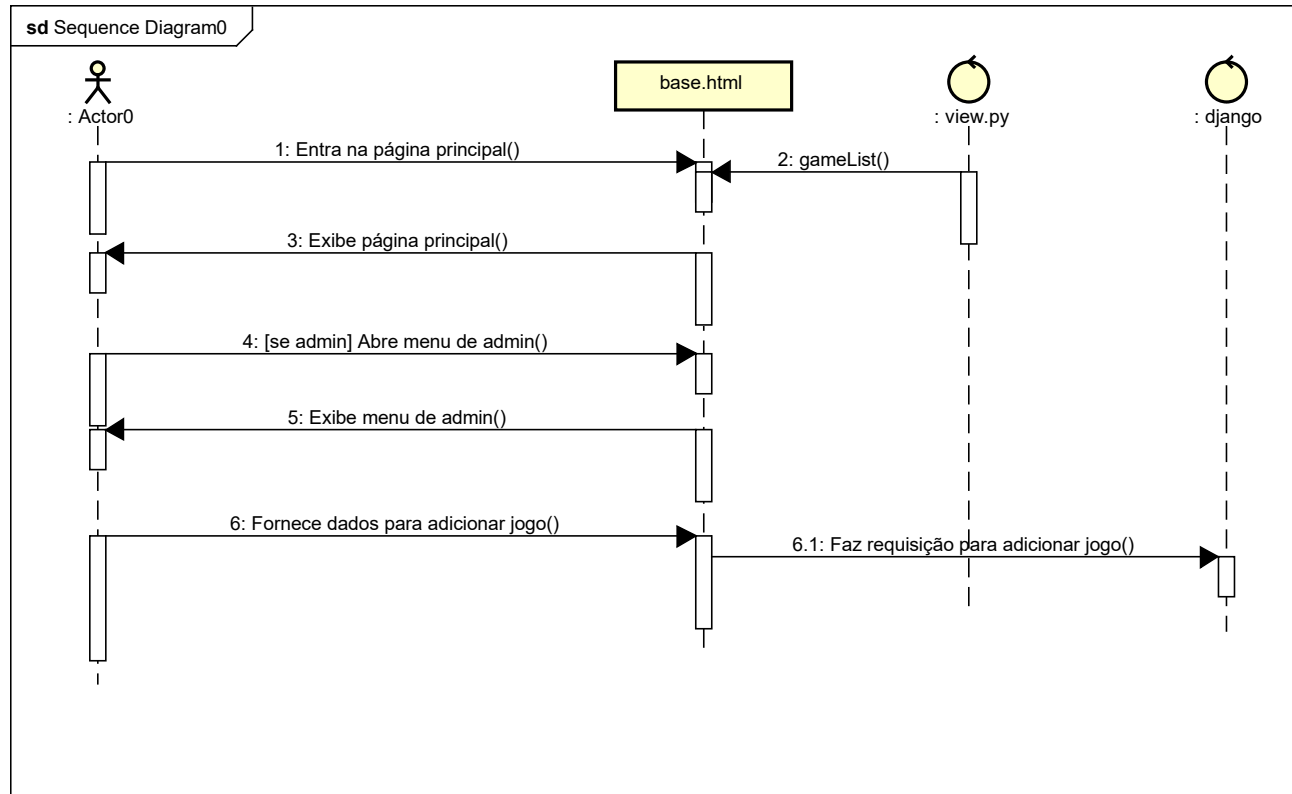 sd Sequence Diagram0
: Actor0
base.html
: view.py
: django
1: Entra na página principal()
2: gameList()
3: Exibe página principal()
4: [se admin] Abre menu de admin()
5: Exibe menu de admin()
6: Fornece dados para adicionar jogo()
6.1: Faz requisição para adicionar jogo()